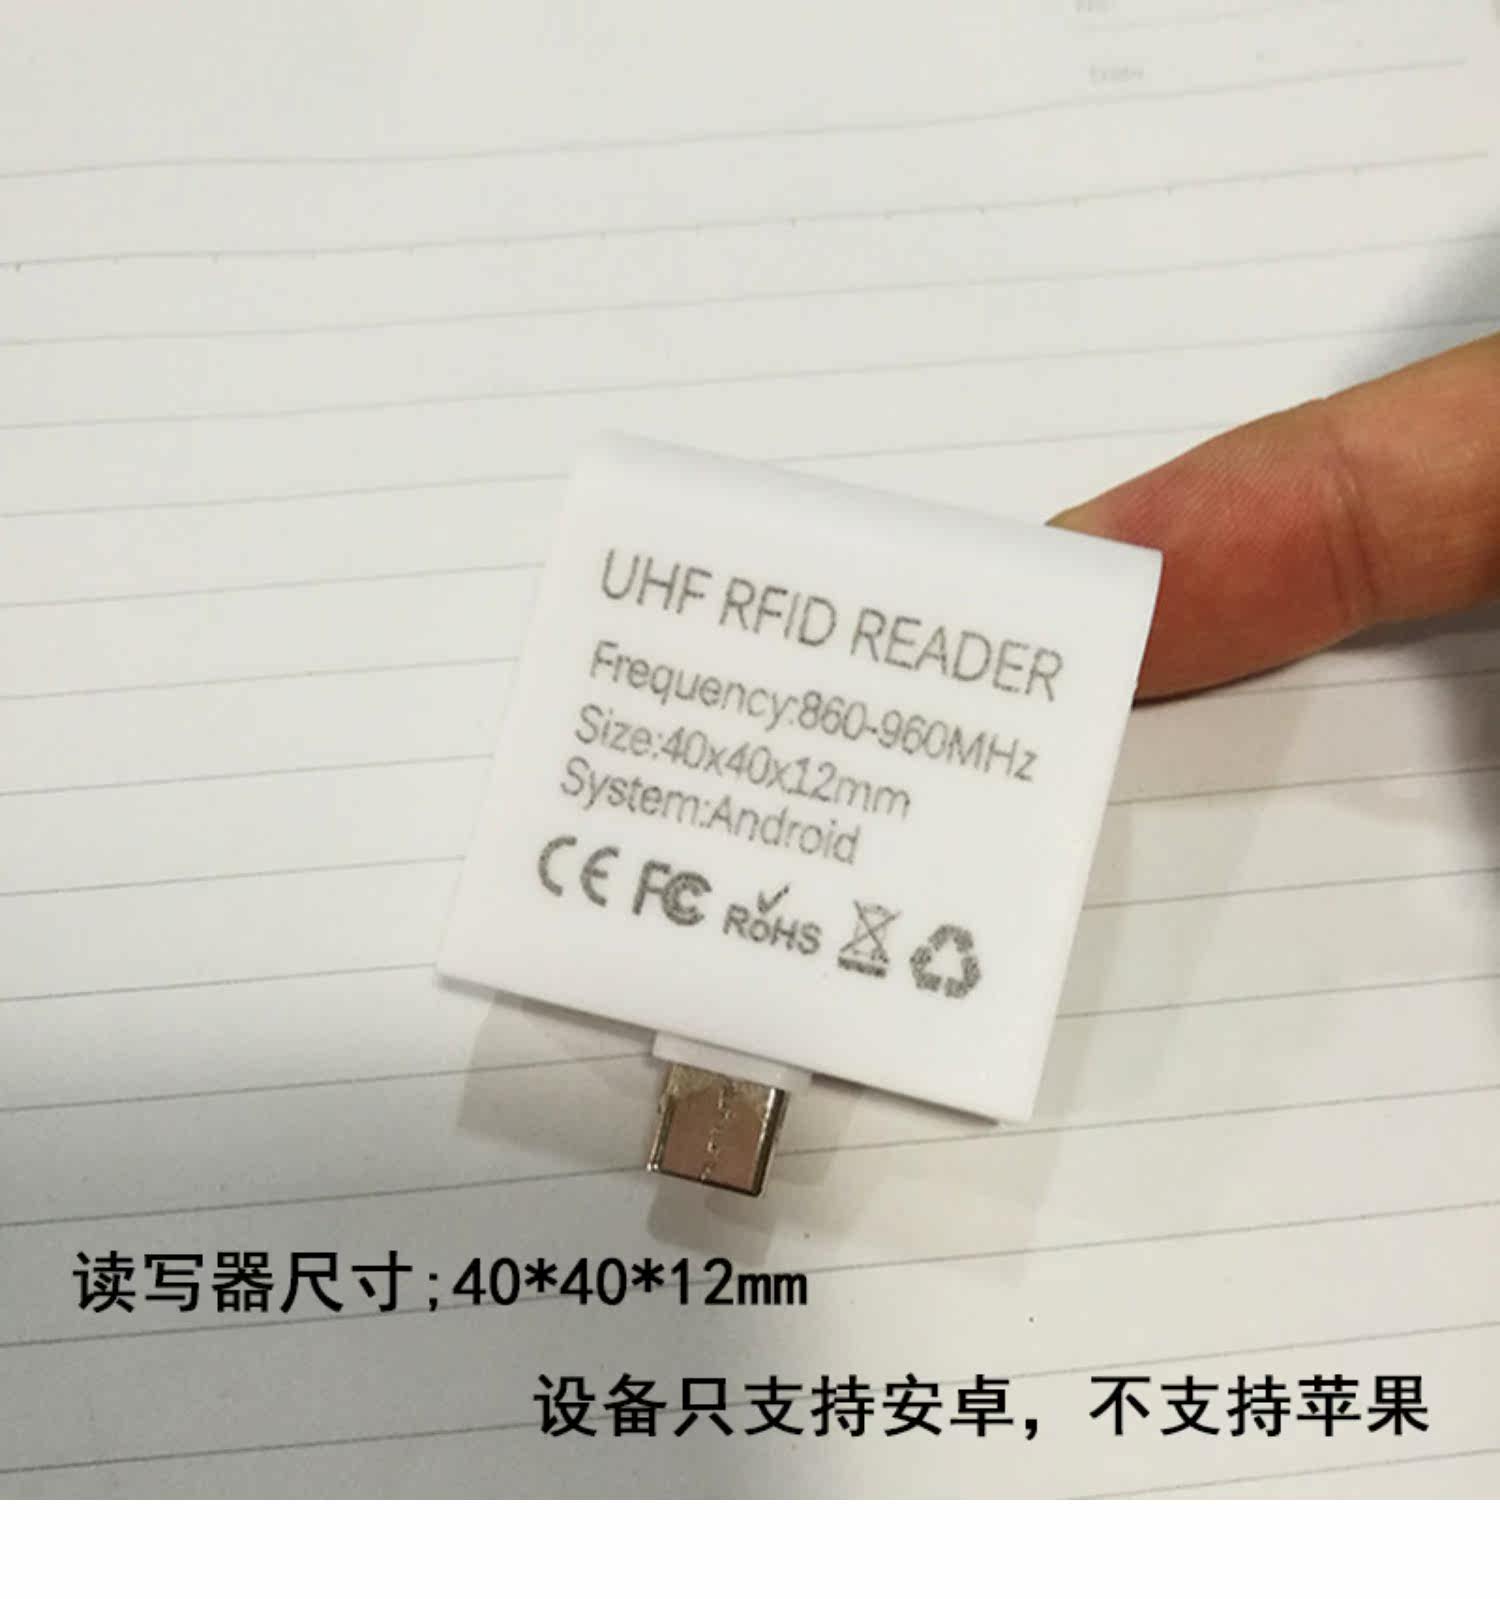 UHF RFID READER
Frequency:860-960MHz
Size:40x40x12mm
System:Android
CE FC RoHS
读写器尺寸;40*40*12mm
设备只支持安卓，不支持苹果